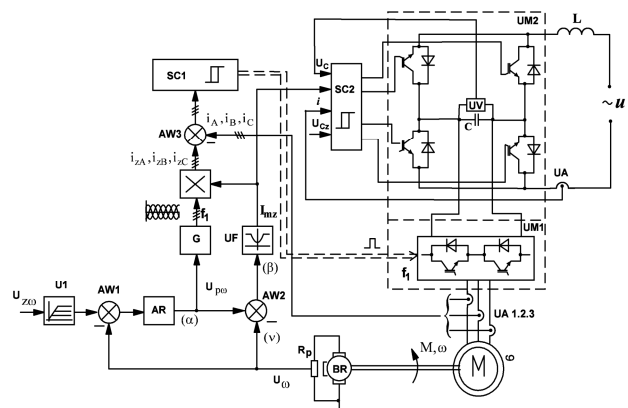 UM2
L
U_C
SC2
UV
C
i
U_Cz
~ u
UA
SC1
AW3
i_A, i_B, i_C
i_zA, i_zB, i_zC
f_1
I_mz
G
UF
(β)
UM1
f_1
U1
U_zω
AW1
AR
(α)
U_pω
AW2
(ν)
UA 1.2.3
R_p
BR
M, ω
M
6
U_ω